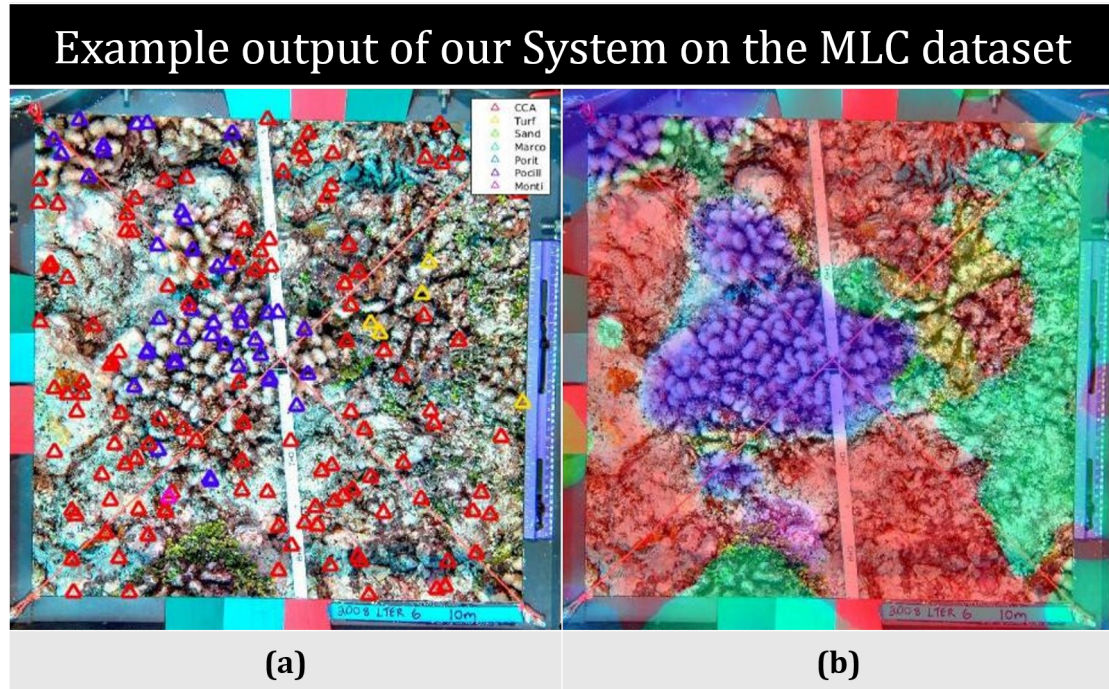 Example output of our System on the MLC dataset
CCA
Turf
Sand
Marco
Porit
Pocill
Monti
2008 LTER 6 10m
2008 LTER 6 10m
(a)
(b)